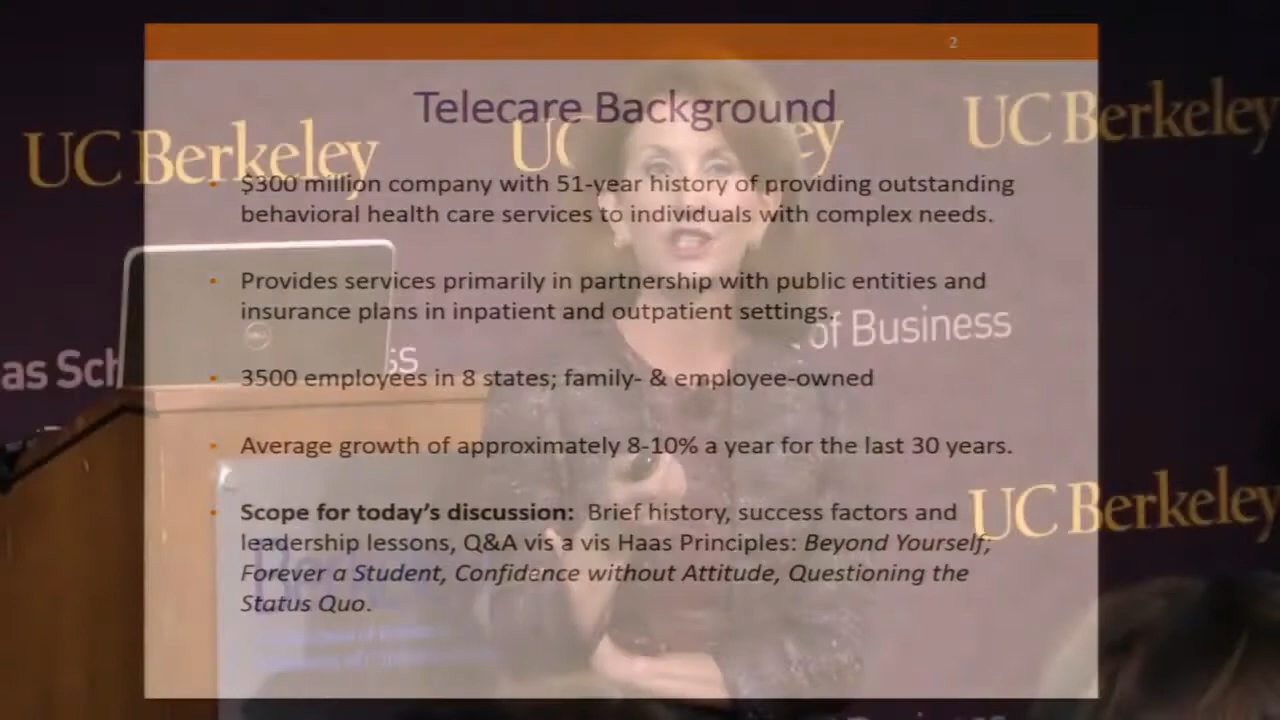 2
Telecare Background
UC Berkeley
UC
ey
UC Berkeley
• $300 million company with 51-year history of providing outstanding
behavioral health care services to individuals with complex needs.
• Provides services primarily in partnership with public entities and
insurance plans in inpatient and outpatient settings.
of Business
as Sch
ss
• 3500 employees in 8 states; family- & employee-owned
• Average growth of approximately 8-10% a year for the last 30 years.
UC Berkeley
• Scope for today's discussion: Brief history, success factors and
leadership lessons, Q&A vis a vis Haas Principles: Beyond Yourself;
Forever a Student, Confidence without Attitude, Questioning the
Status Quo.